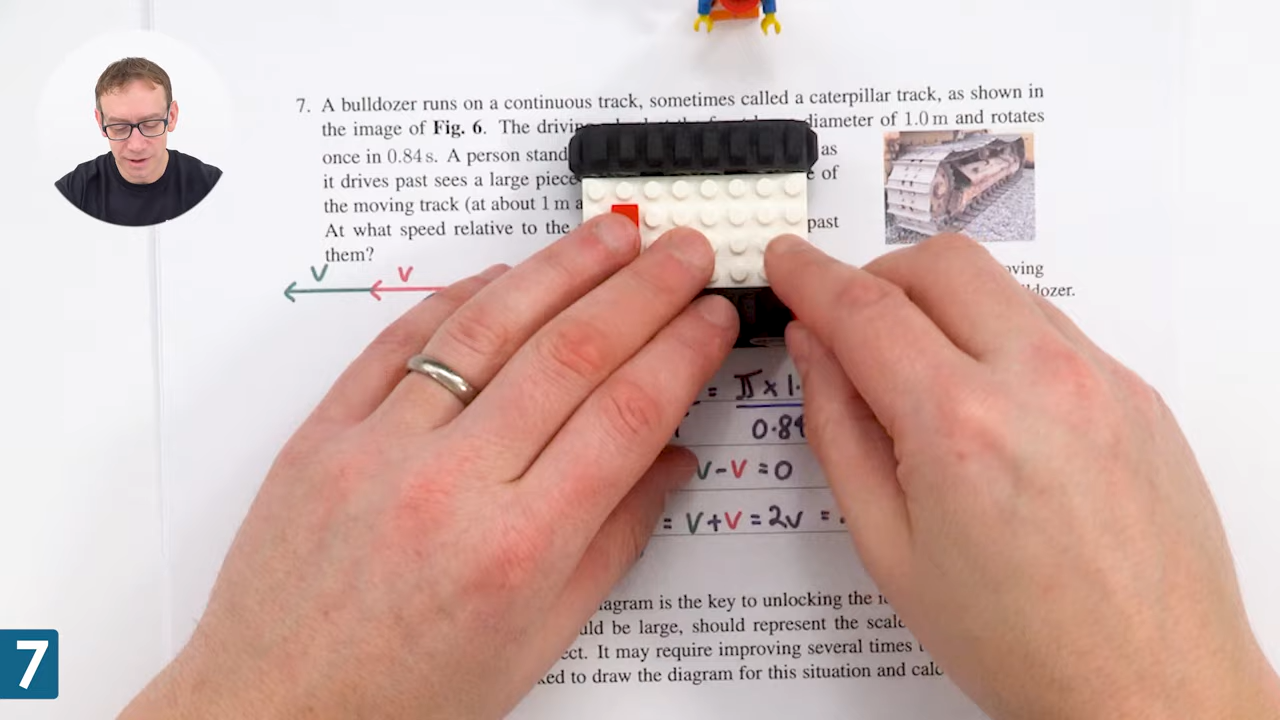 7. A bulldozer runs on a continuous track, sometimes called a caterpillar track, as shown in
the image of Fig. 6. The driving diameter of 1.0 m and rotates
once in 0.84 s. A person stand as
it drives past sees a large piece of
the moving track (at about 1 m a
At what speed relative to the past
them?
v v
oving
lldozer.
= π × 1.
0.84
v - v = 0
= v + v = 2v =
iagram is the key to unlocking the
uld be large, should represent the scale
ect. It may require improving several times
ked to draw the diagram for this situation and calc
7